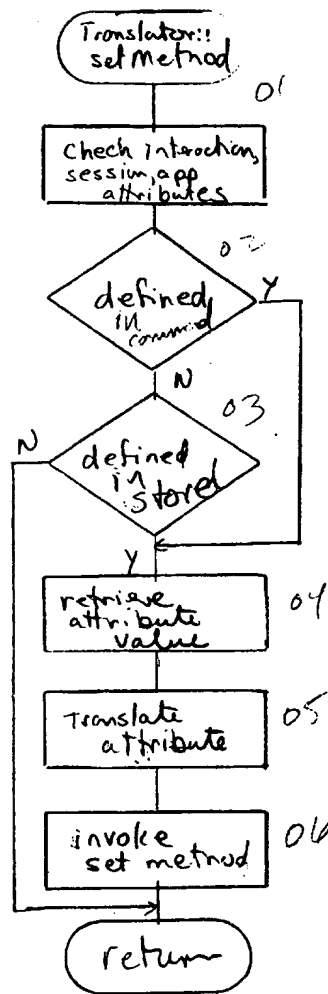 Translator::
set Method
01
Check interaction,
session, app
attributes
02
defined
in
command
Y
N
03
defined
in
stored
N
Y
retrieve
attribute
value
04
Translate
attribute
05
invoke
set method
06
return